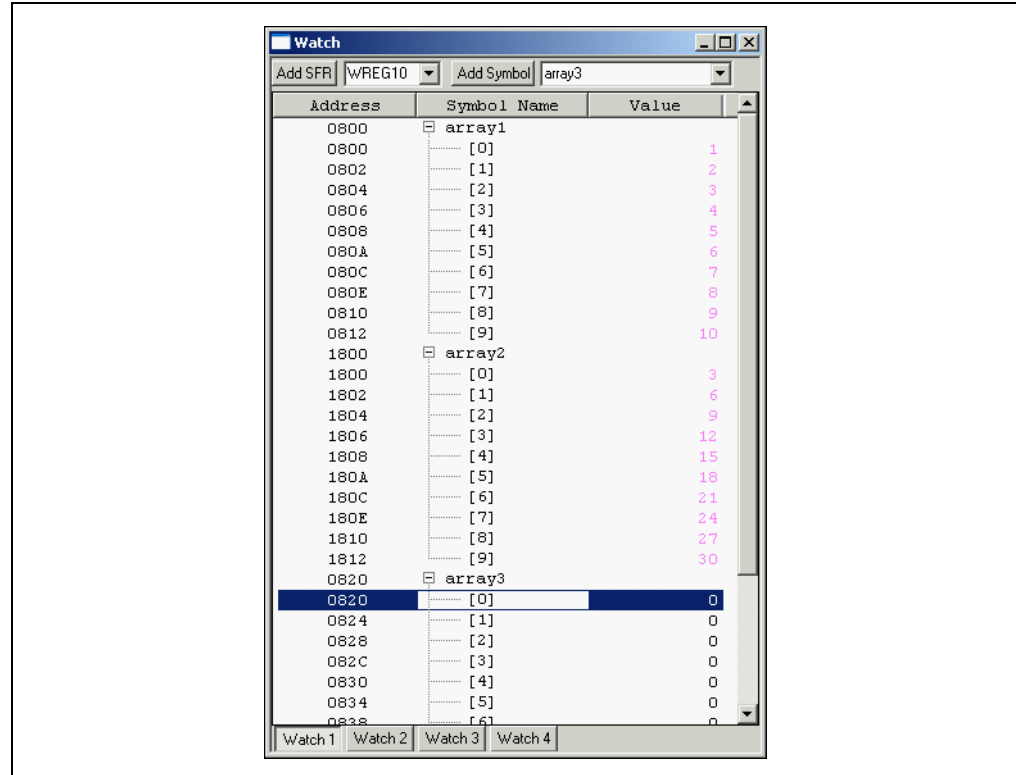 Watch
Add SFR WREG10 Add Symbol array3
Address Symbol Name Value
0800 array1
0800 [0] 1
0802 [1] 2
0804 [2] 3
0806 [3] 4
0808 [4] 5
080A [5] 6
080C [6] 7
080E [7] 8
0810 [8] 9
0812 [9] 10
1800 array2
1800 [0] 3
1802 [1] 6
1804 [2] 9
1806 [3] 12
1808 [4] 15
180A [5] 18
180C [6] 21
180E [7] 24
1810 [8] 27
1812 [9] 30
0820 array3
0820 [0] 0
0824 [1] 0
0828 [2] 0
082C [3] 0
0830 [4] 0
0834 [5] 0
0838 [6] 0
Watch 1 Watch 2 Watch 3 Watch 4